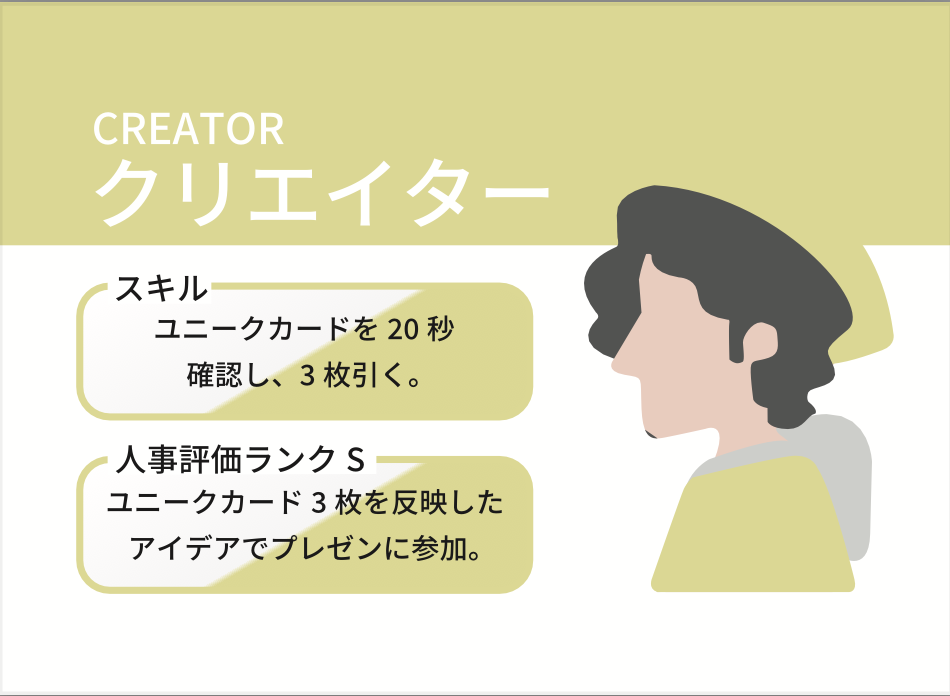 CREATOR
クリエイター
スキル
ユニークカードを 20 秒
確認し、3 枚引く。
人事評価ランク S
ユニークカード 3 枚を反映した
アイデアでプレゼンに参加。